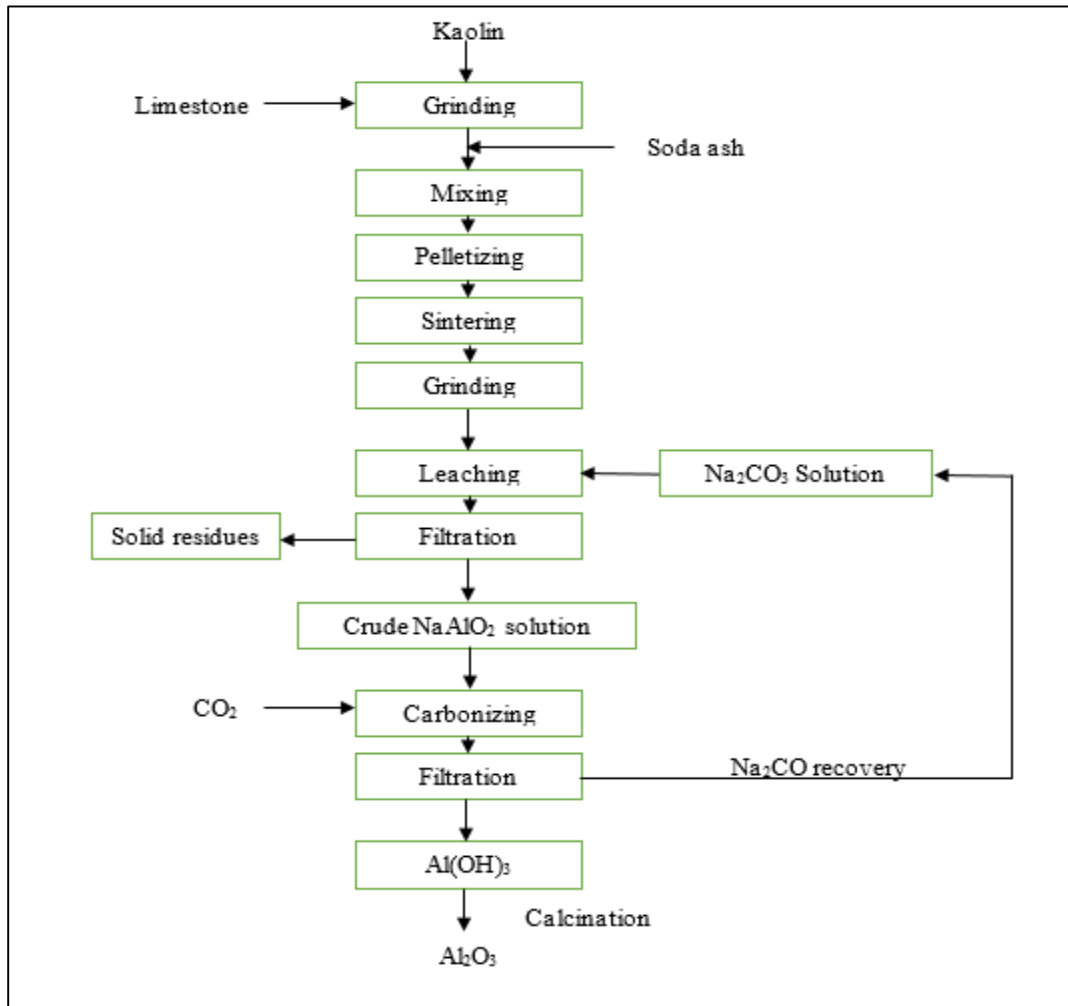 Kaolin
Limestone
Grinding
Soda ash
Mixing
Pelletizing
Sintering
Grinding
Leaching
Na₂CO₃ Solution
Solid residues
Filtration
Crude NaAlO₂ solution
CO₂
Carbonizing
Filtration
Na₂CO recovery
Al(OH)₃
Calcination
Al₂O₃